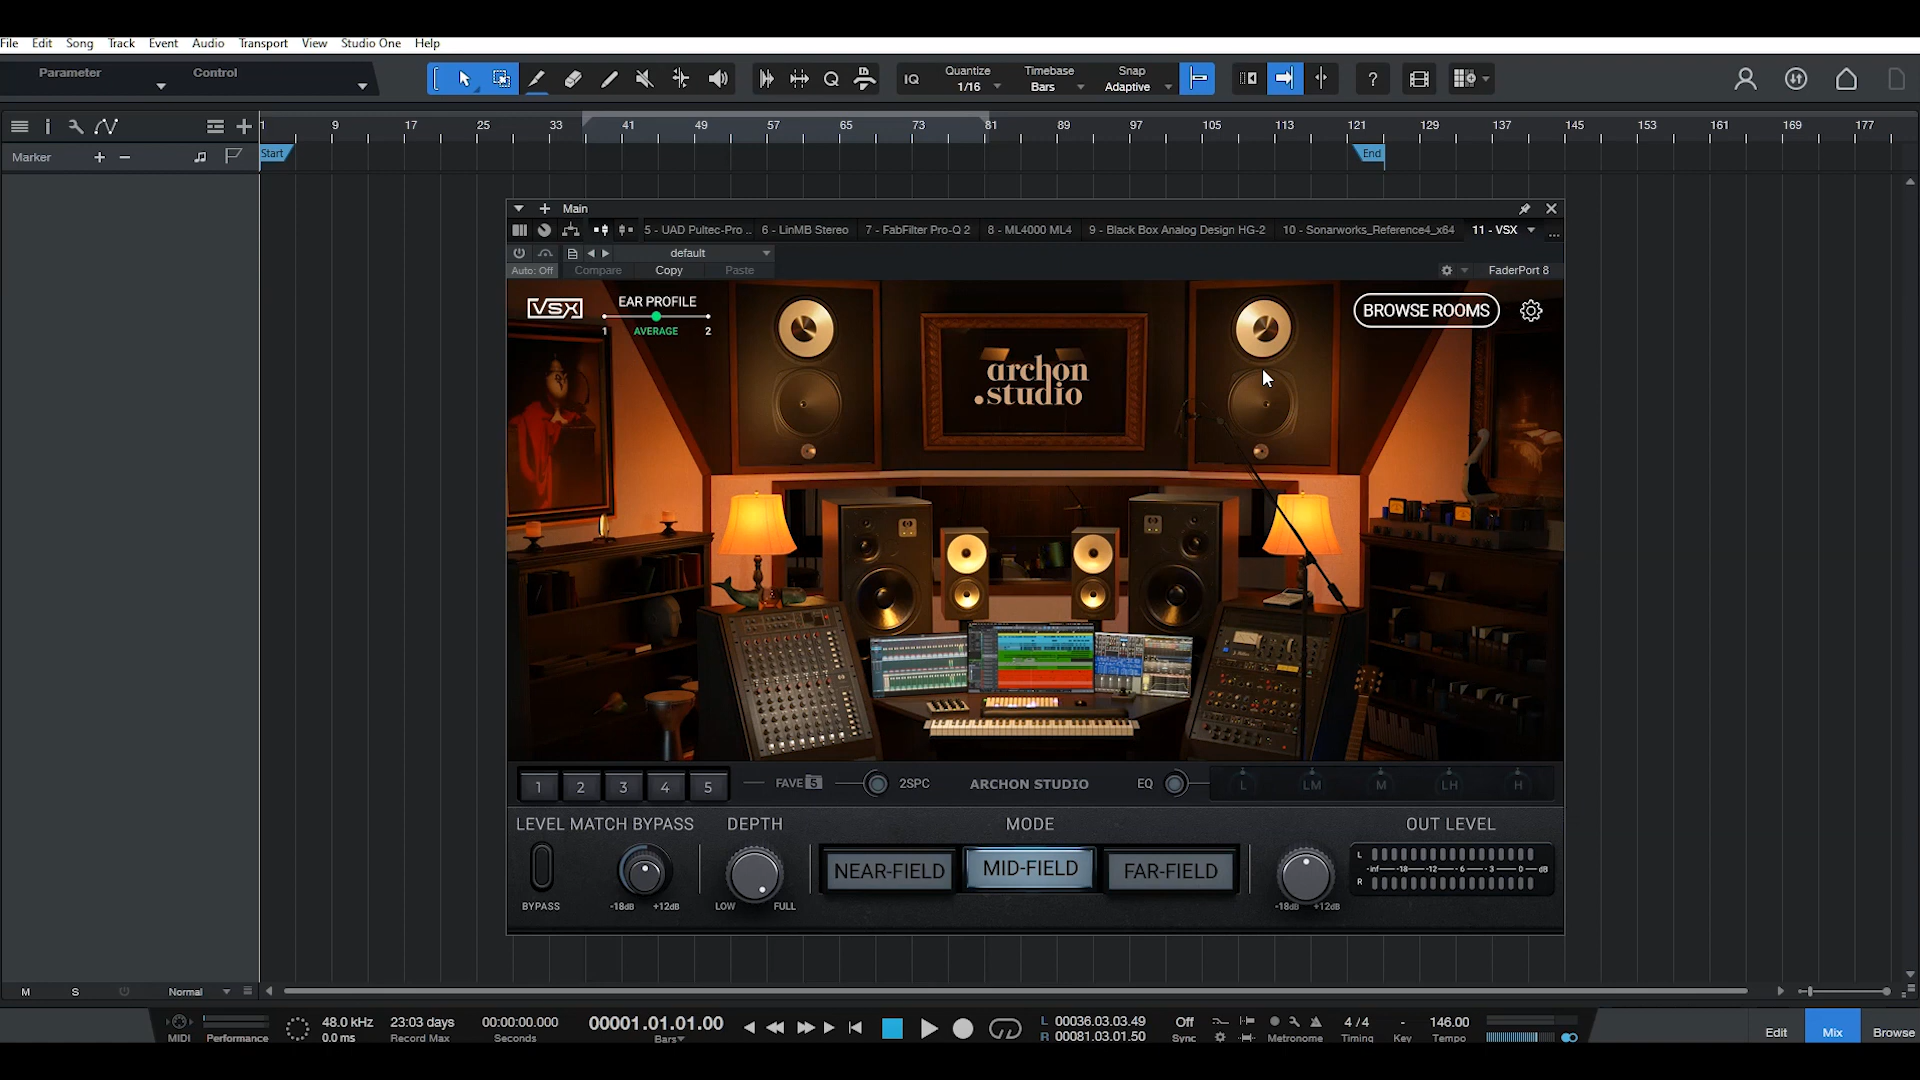 File Edit Song Track Event Audio Transport View Studio One Help
Parameter Control
IQ Quantize 1/16 Timebase Bars Snap Adaptive ?
1 9 17 25 33 41 49 57 65 73 81 89 97 105 113 121 129 137 145 153 161 169 177
Marker + − Start End
Main
5 - UAD Pultec-Pro .. 6 - LinMB Stereo 7 - FabFilter Pro-Q 2 8 - ML4000 ML4 9 - Black Box Analog Design HG-2 10 - Sonarworks_Reference4_x64 11 - VSX ...
default
Auto: Off Compare Copy Paste FaderPort 8
VSX EAR PROFILE BROWSE ROOMS
1 AVERAGE 2
archon
.studio
1 2 3 4 5 FAVE 5 2SPC ARCHON STUDIO EQ L LM M LH H
LEVEL MATCH BYPASS DEPTH MODE OUT LEVEL
NEAR-FIELD MID-FIELD FAR-FIELD
L
-inf -18 -12 -6 -3 0 dB
R
BYPASS -18dB +12dB LOW FULL -18dB +12dB
M S Normal
48.0 kHz 23:03 days 00:00:00.000 00001.01.01.00 L 00036.03.03.49 Off 4 / 4 - 146.00
MIDI Performance 0.0 ms Record Max Seconds Bars R 00081.03.01.50 Sync Metronome Timing Key Tempo
Edit Mix Browse